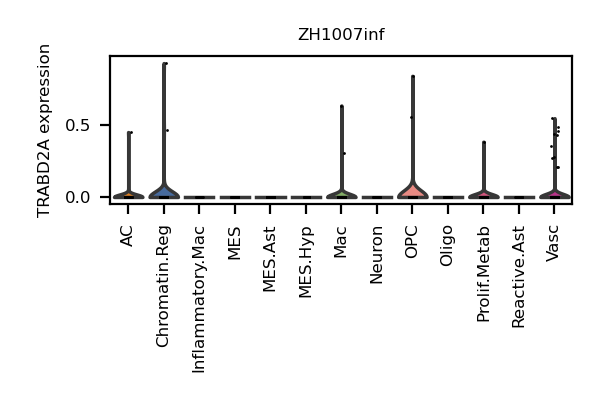 ZH1007inf
TRABD2A expression
0.5
0.0
AC
Chromatin.Reg
Inflammatory.Mac
MES
MES.Ast
MES.Hyp
Mac
Neuron
OPC
Oligo
Prolif.Metab
Reactive.Ast
Vasc